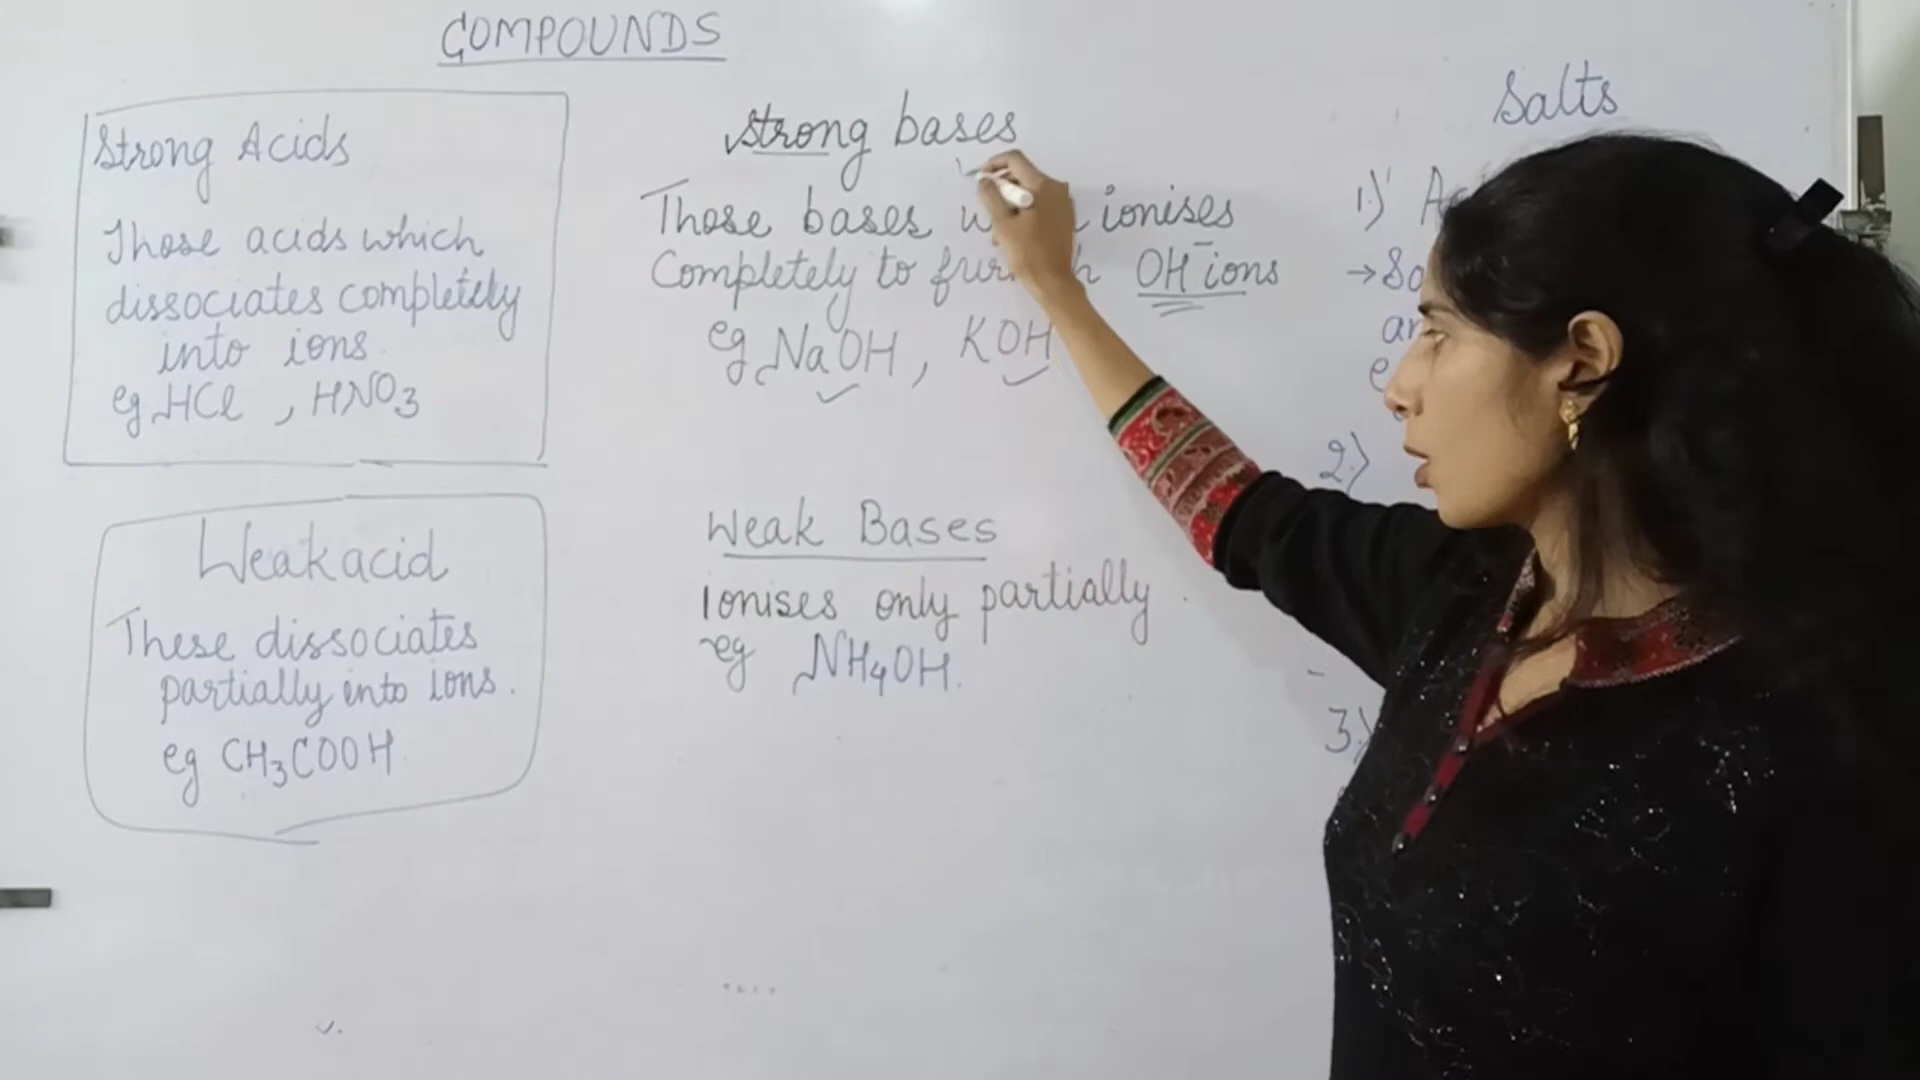 COMPOUNDS
Strong Acids
Those acids which
dissociates completely
into ions
eg HCl , HNO3
Weak acid
These dissociates
partially into ions.
eg CH3COOH
strong bases
Those bases ionises
Completely to OH⁻ ions
eg NaOH , KOH
Weak Bases
ionises only partially .
eg NH4OH.
Salts
1.)
→
2.)
3.)